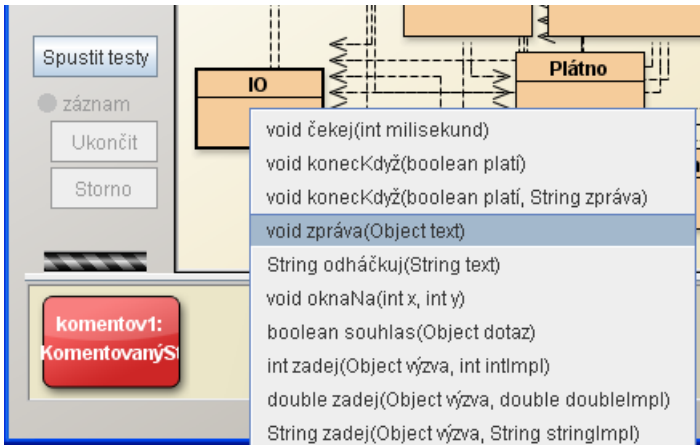 Spustit testy
záznam
Ukončit
Storno
IO
Plátno
void čekej(int milisekund)
void konecKdyž(boolean platí)
void konecKdyž(boolean platí, String zpráva)
void zpráva(Object text)
String odháčkuj(String text)
void oknaNa(int x, int y)
boolean souhlas(Object dotaz)
int zadej(Object výzva, int intImpl)
double zadej(Object výzva, double doubleImpl)
String zadej(Object výzva, String stringImpl)
komentov1:
KomentovanýSt